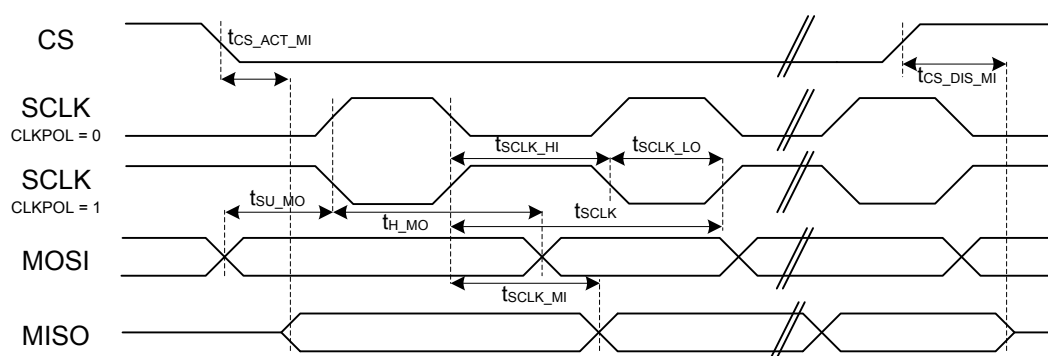 CS
tCS_ACT_MI
tCS_DIS_MI
SCLK
CLKPOL = 0
tSCLK_HI
tSCLK_LO
SCLK
CLKPOL = 1
tSU_MO
tH_MO
tSCLK
MOSI
tSCLK_MI
MISO